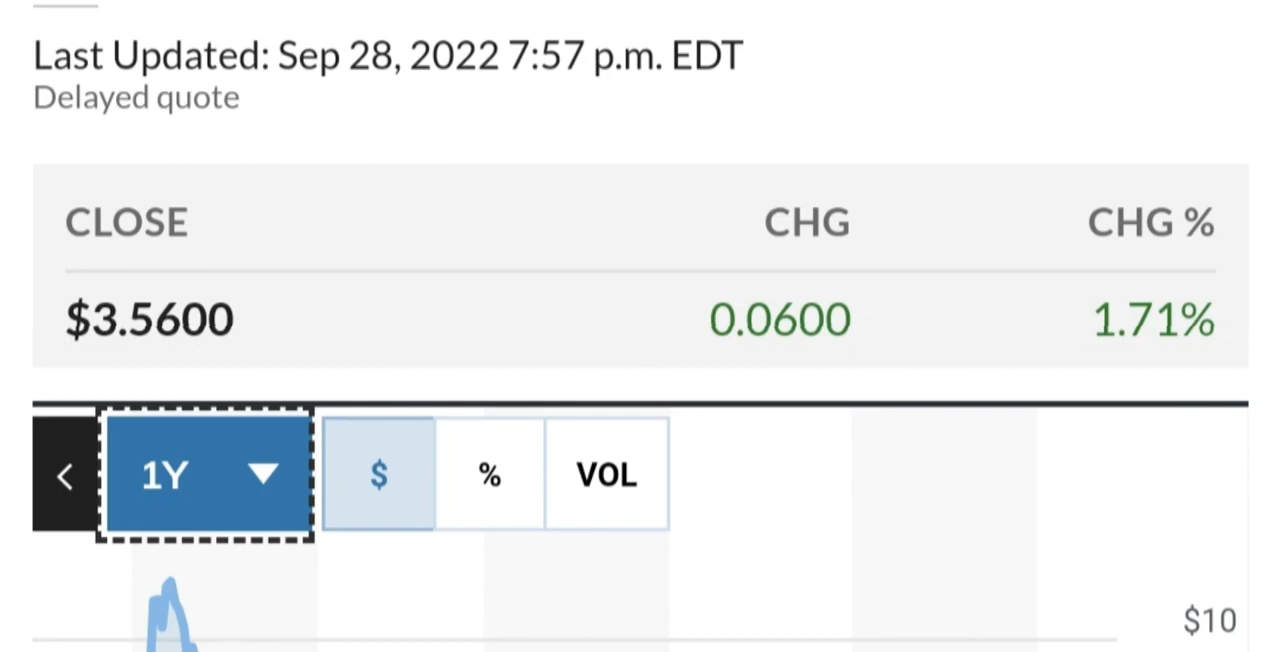 Last Updated: Sep 28, 2022 7:57 p.m. EDT
Delayed quote
CLOSE CHG CHG %
$3.5600 0.0600 1.71%
1Y $ % VOL
$10